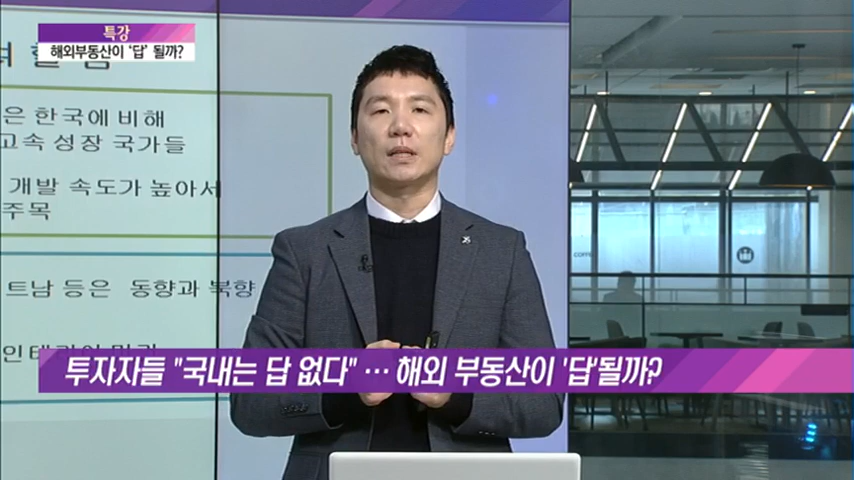 특강
해외부동산이 '답' 될까?
은 한국에 비해
고속 성장 국가들
개발 속도가 높아서
주목
트남 등은 동향과 북향
투자자들 "국내는 답 없다" … 해외 부동산이 '답'될까?